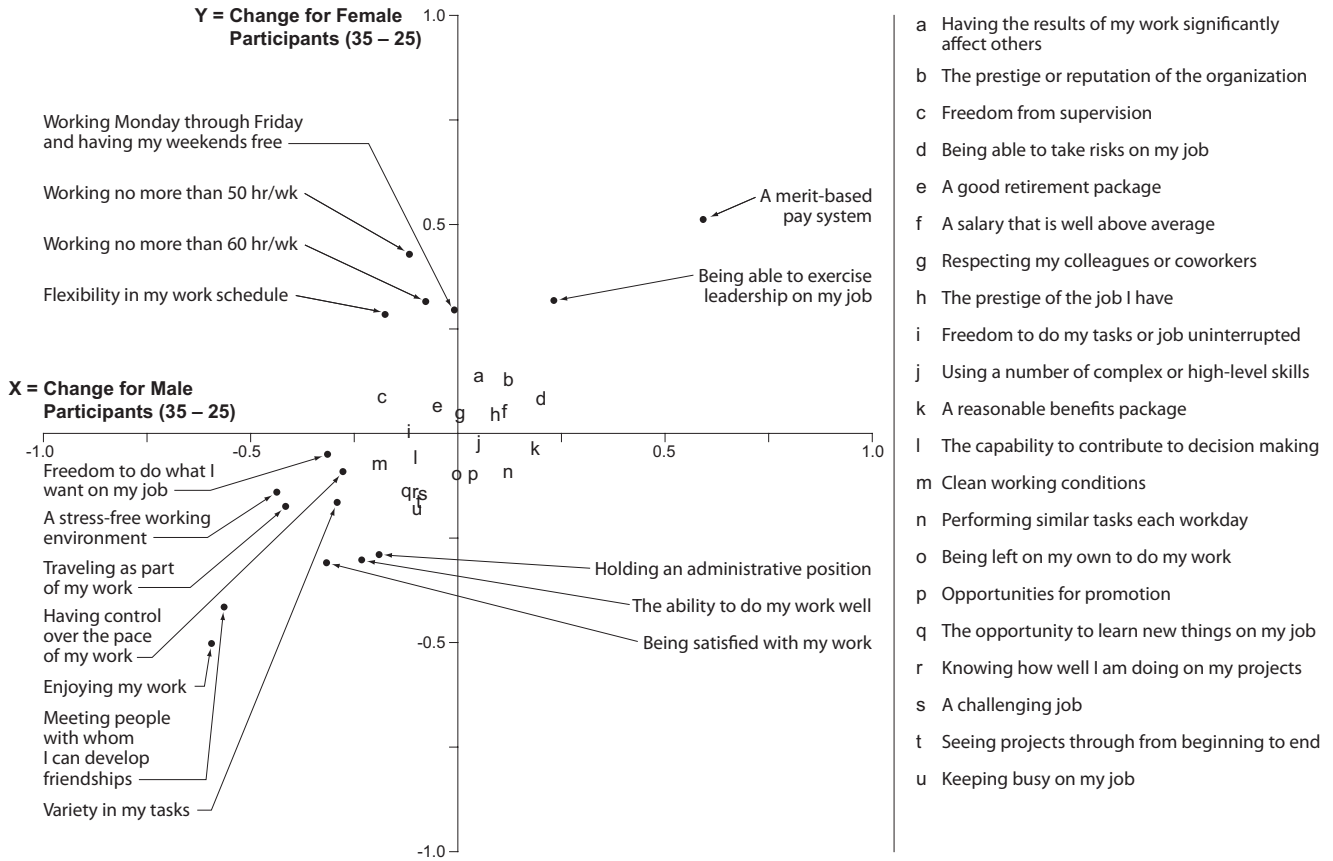 Y = Change for Female
Participants (35 – 25)
1.0
Working Monday through Friday
and having my weekends free
Working no more than 50 hr/wk
Working no more than 60 hr/wk
Flexibility in my work schedule
0.5
A merit-based
pay system
Being able to exercise
leadership on my job
X = Change for Male
Participants (35 – 25)
a
b
c
d
e
f
g
h
i
j
k
l
m
n
o
p
q
r
s
t
u
-1.0
-0.5
0.5
1.0
Freedom to do what I
want on my job
A stress-free working
environment
Traveling as part
of my work
Having control
over the pace
of my work
Enjoying my work
Meeting people
with whom
I can develop
friendships
Variety in my tasks
Holding an administrative position
The ability to do my work well
Being satisfied with my work
-0.5
-1.0
a Having the results of my work significantly
affect others
b The prestige or reputation of the organization
c Freedom from supervision
d Being able to take risks on my job
e A good retirement package
f A salary that is well above average
g Respecting my colleagues or coworkers
h The prestige of the job I have
i Freedom to do my tasks or job uninterrupted
j Using a number of complex or high-level skills
k A reasonable benefits package
l The capability to contribute to decision making
m Clean working conditions
n Performing similar tasks each workday
o Being left on my own to do my work
p Opportunities for promotion
q The opportunity to learn new things on my job
r Knowing how well I am doing on my projects
s A challenging job
t Seeing projects through from beginning to end
u Keeping busy on my job